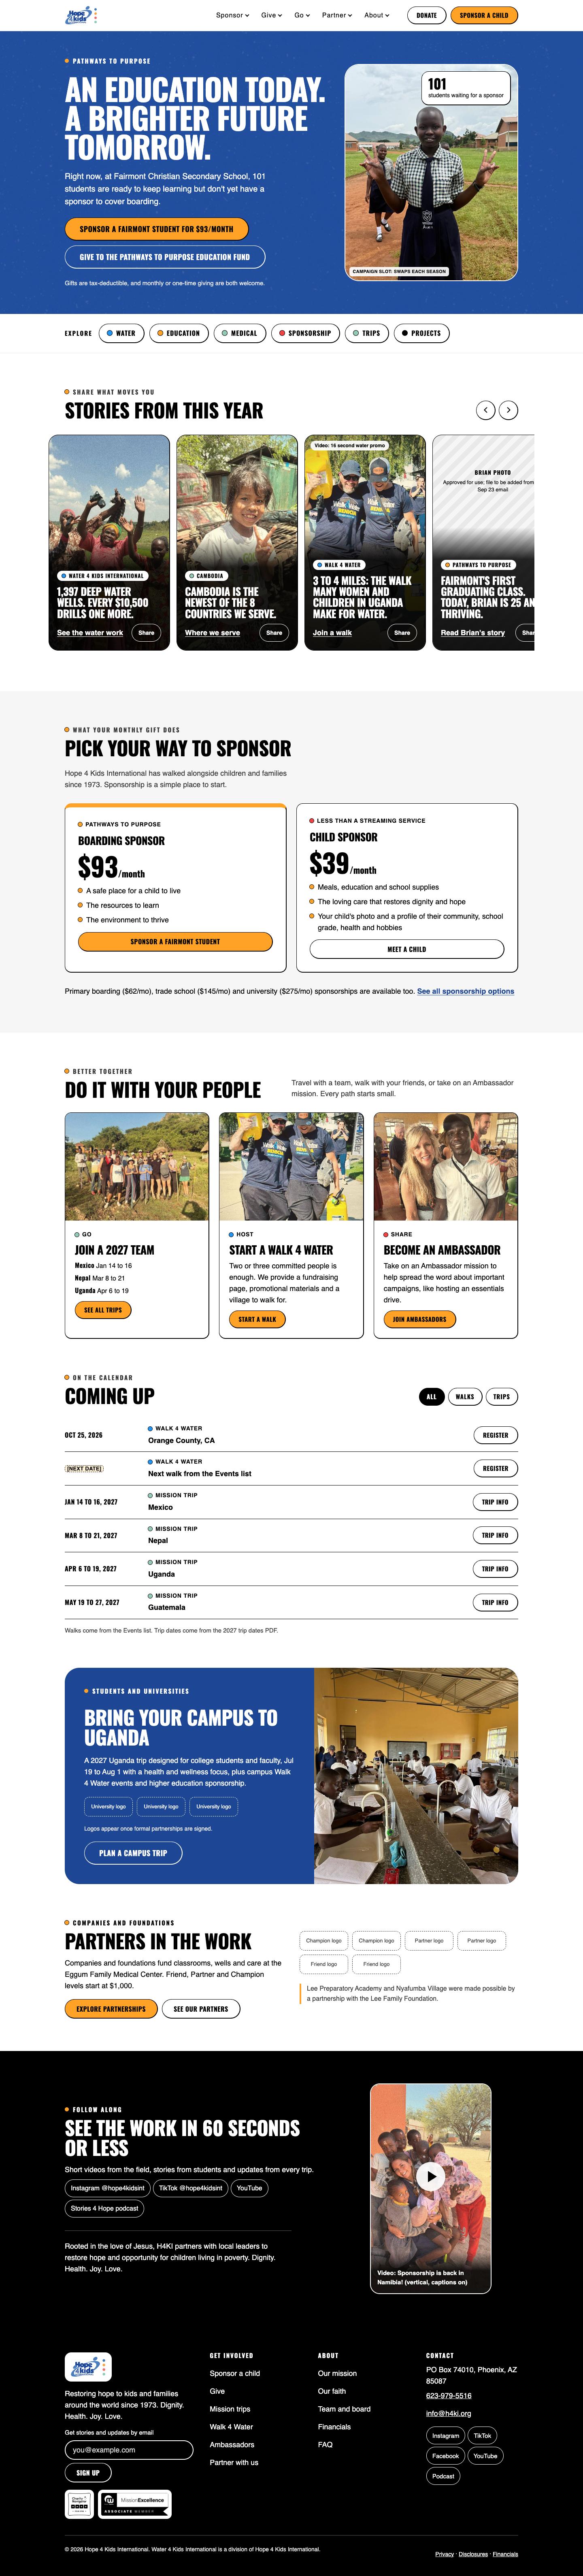 Hope 4 kids
Sponsor Give Go Partner About DONATE SPONSOR A CHILD
PATHWAYS TO PURPOSE
AN EDUCATION TODAY.
A BRIGHTER FUTURE
TOMORROW.
Right now, at Fairmont Christian Secondary School, 101
students are ready to keep learning but don't yet have a
sponsor to cover boarding.
SPONSOR A FAIRMONT STUDENT FOR $93/MONTH
GIVE TO THE PATHWAYS TO PURPOSE EDUCATION FUND
Gifts are tax-deductible, and monthly or one-time giving are both welcome.
101
students waiting for a sponsor
CAMPAIGN SLOT: SWAPS EACH SEASON
EXPLORE WATER EDUCATION MEDICAL SPONSORSHIP TRIPS PROJECTS
SHARE WHAT MOVES YOU
STORIES FROM THIS YEAR
WATER 4 KIDS INTERNATIONAL
1,397 DEEP WATER
WELLS. EVERY $10,500
DRILLS ONE MORE.
See the water work Share
CAMBODIA
CAMBODIA IS THE
NEWEST OF THE 8
COUNTRIES WE SERVE.
Where we serve Share
Video: 16 second water promo
WALK 4 WATER
3 TO 4 MILES: THE WALK
MANY WOMEN AND
CHILDREN IN UGANDA
MAKE FOR WATER.
Join a walk Share
BRIAN PHOTO
Approved for use; file to be added from
Sep 23 email
PATHWAYS TO PURPOSE
FAIRMONT'S FIRST
GRADUATING CLASS.
TODAY, BRIAN IS 25 AN
THRIVING.
Read Brian's story Shar
WHAT YOUR MONTHLY GIFT DOES
PICK YOUR WAY TO SPONSOR
Hope 4 Kids International has walked alongside children and families
since 1973. Sponsorship is a simple place to start.
PATHWAYS TO PURPOSE
BOARDING SPONSOR
$93/month
A safe place for a child to live
The resources to learn
The environment to thrive
SPONSOR A FAIRMONT STUDENT
LESS THAN A STREAMING SERVICE
CHILD SPONSOR
$39/month
Meals, education and school supplies
The loving care that restores dignity and hope
Your child's photo and a profile of their community, school
grade, health and hobbies
MEET A CHILD
Primary boarding ($62/mo), trade school ($145/mo) and university ($275/mo) sponsorships are available too. See all sponsorship options
BETTER TOGETHER
DO IT WITH YOUR PEOPLE
Travel with a team, walk with your friends, or take on an Ambassador
mission. Every path starts small.
GO
JOIN A 2027 TEAM
Mexico Jan 14 to 16
Nepal Mar 8 to 21
Uganda Apr 6 to 19
SEE ALL TRIPS
HOST
START A WALK 4 WATER
Two or three committed people is
enough. We provide a fundraising
page, promotional materials and a
village to walk for.
START A WALK
SHARE
BECOME AN AMBASSADOR
Take on an Ambassador mission to
help spread the word about important
campaigns, like hosting an essentials
drive.
JOIN AMBASSADORS
ON THE CALENDAR
COMING UP
ALL WALKS TRIPS
OCT 25, 2026
WALK 4 WATER
Orange County, CA
REGISTER
[NEXT DATE]
WALK 4 WATER
Next walk from the Events list
REGISTER
JAN 14 TO 16, 2027
MISSION TRIP
Mexico
TRIP INFO
MAR 8 TO 21, 2027
MISSION TRIP
Nepal
TRIP INFO
APR 6 TO 19, 2027
MISSION TRIP
Uganda
TRIP INFO
MAY 19 TO 27, 2027
MISSION TRIP
Guatemala
TRIP INFO
Walks come from the Events list. Trip dates come from the 2027 trip dates PDF.
STUDENTS AND UNIVERSITIES
BRING YOUR CAMPUS TO
UGANDA
A 2027 Uganda trip designed for college students and faculty, Jul
19 to Aug 1 with a health and wellness focus, plus campus Walk
4 Water events and higher education sponsorship.
University logo University logo University logo
Logos appear once formal partnerships are signed.
PLAN A CAMPUS TRIP
COMPANIES AND FOUNDATIONS
PARTNERS IN THE WORK
Companies and foundations fund classrooms, wells and care at the
Eggum Family Medical Center. Friend, Partner and Champion
levels start at $1,000.
EXPLORE PARTNERSHIPS SEE OUR PARTNERS
Champion logo Champion logo Partner logo Partner logo
Friend logo Friend logo
Lee Preparatory Academy and Nyafumba Village were made possible by
a partnership with the Lee Family Foundation.
FOLLOW ALONG
SEE THE WORK IN 60 SECONDS
OR LESS
Short videos from the field, stories from students and updates from every trip.
Instagram @hope4kidsint TikTok @hope4kidsint YouTube
Stories 4 Hope podcast
Rooted in the love of Jesus, H4KI partners with local leaders to
restore hope and opportunity for children living in poverty. Dignity.
Health. Joy. Love.
Video: Sponsorship is back in
Namibia! (vertical, captions on)
Hope 4 kids
Restoring hope to kids and families
around the world since 1973. Dignity.
Health. Joy. Love.
Get stories and updates by email
you@example.com
SIGN UP
Charity Navigator
MissionExcellence
ASSOCIATE MEMBER
GET INVOLVED
Sponsor a child
Give
Mission trips
Walk 4 Water
Ambassadors
Partner with us
ABOUT
Our mission
Our faith
Team and board
Financials
FAQ
CONTACT
PO Box 74010, Phoenix, AZ
85087
623-979-5516
info@h4ki.org
Instagram TikTok
Facebook YouTube
Podcast
© 2026 Hope 4 Kids International. Water 4 Kids International is a division of Hope 4 Kids International.
Privacy · Disclosures · Financials